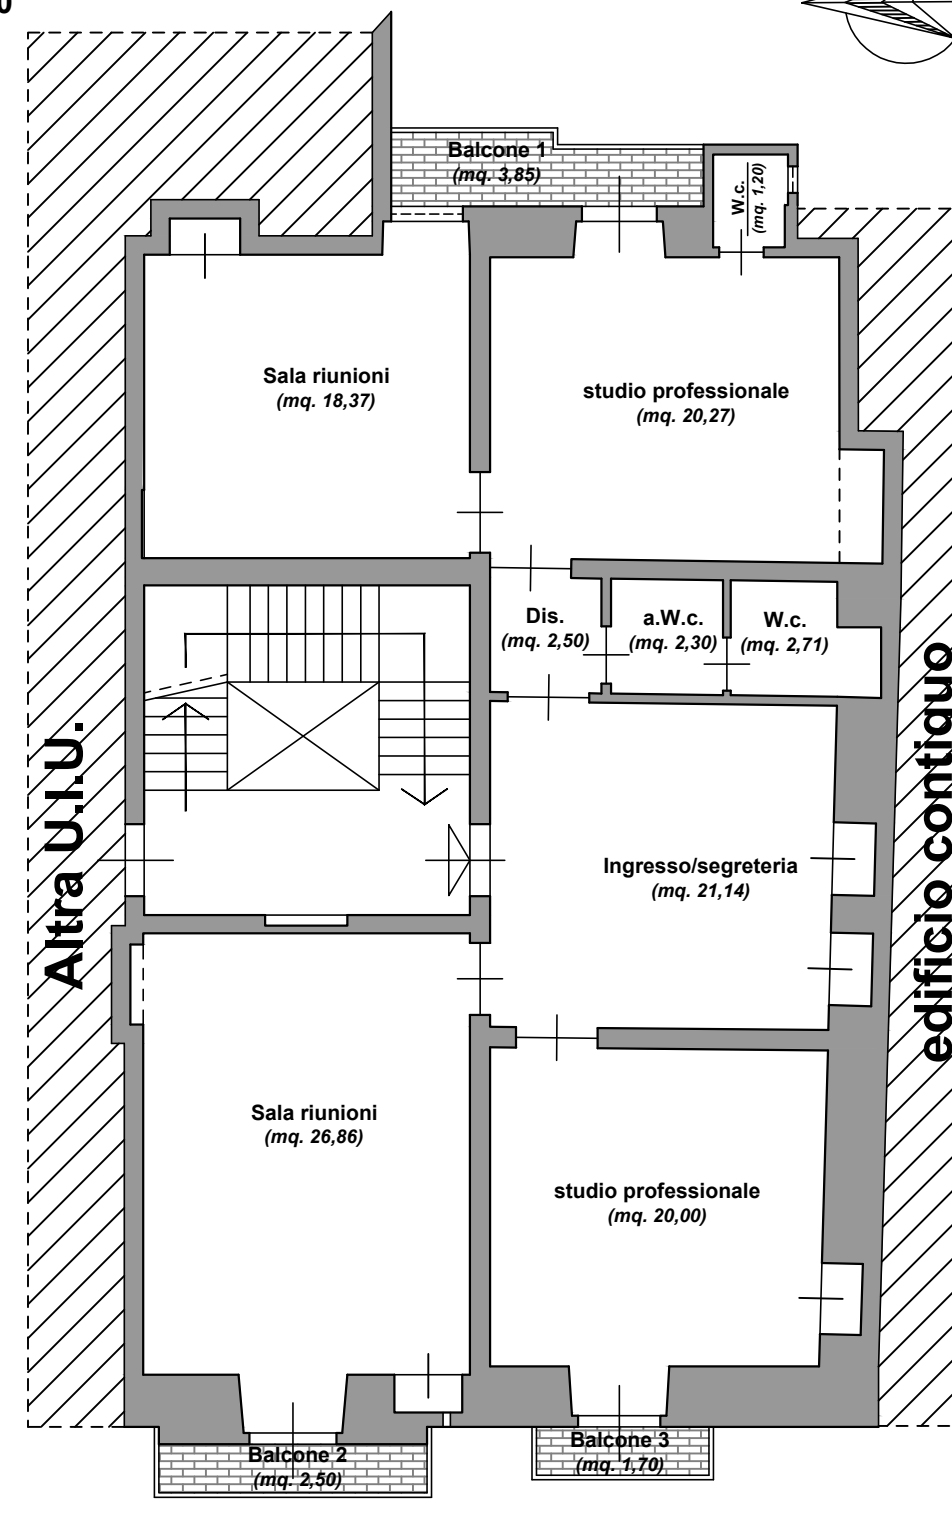 0
Balcone 1
(mq. 3,85)
W.c.
(mq. 1,20)
Sala riunioni
(mq. 18,37)
studio professionale
(mq. 20,27)
Dis.
(mq. 2,50)
a.W.c.
(mq. 2,30)
W.c.
(mq. 2,71)
Altra U.I.U.
edificio contiguo
Ingresso/segreteria
(mq. 21,14)
Sala riunioni
(mq. 26,86)
studio professionale
(mq. 20,00)
Balcone 2
(mq. 2,50)
Balcone 3
(mq. 1,70)